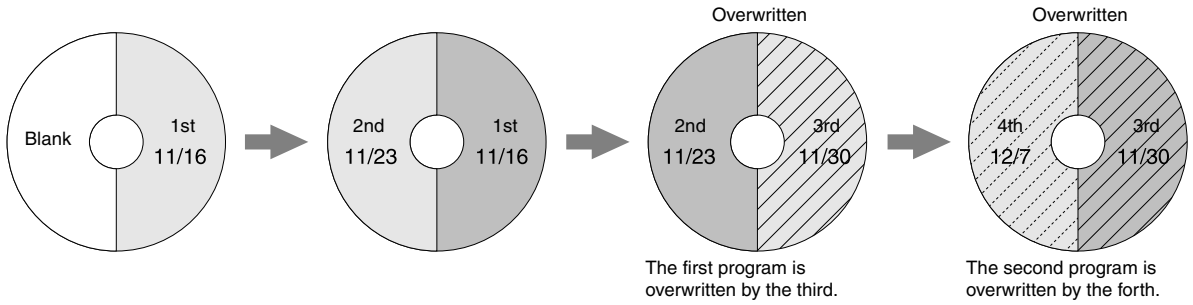 Blank
1st
11/16
2nd
11/23
1st
11/16
Overwritten
2nd
11/23
3rd
11/30
The first program is
overwritten by the third.
Overwritten
4th
12/7
3rd
11/30
The second program is
overwritten by the forth.